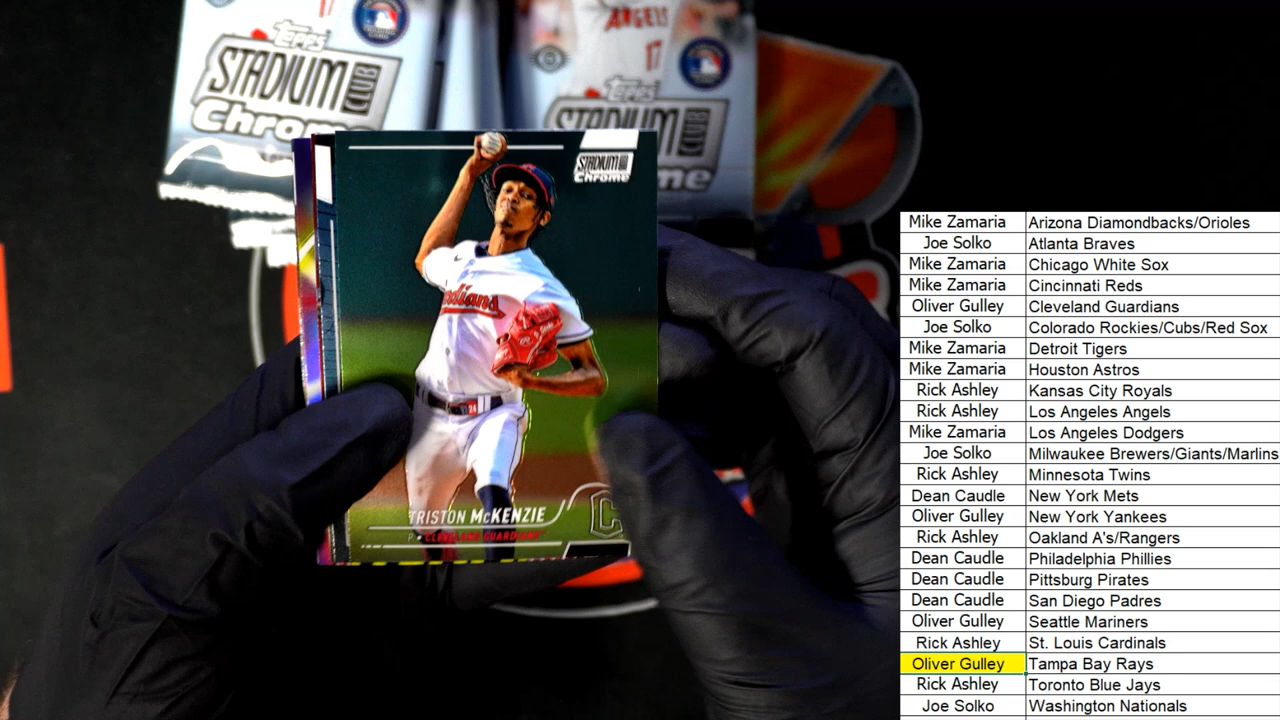 Topps
STADIUM
CLUB
Chrom
ANGELS
17
Topps
STADIUM
CLUB
me
STADIUM
CLUB
Chrome
rdians
24
TRISTON McKENZIE
P • CLEVELAND GUARDIANS
C
Mike Zamaria Arizona Diamondbacks/Orioles
Joe Solko Atlanta Braves
Mike Zamaria Chicago White Sox
Mike Zamaria Cincinnati Reds
Oliver Gulley Cleveland Guardians
Joe Solko Colorado Rockies/Cubs/Red Sox
Mike Zamaria Detroit Tigers
Mike Zamaria Houston Astros
Rick Ashley Kansas City Royals
Rick Ashley Los Angeles Angels
Mike Zamaria Los Angeles Dodgers
Joe Solko Milwaukee Brewers/Giants/Marlins
Rick Ashley Minnesota Twins
Dean Caudle New York Mets
Oliver Gulley New York Yankees
Rick Ashley Oakland A's/Rangers
Dean Caudle Philadelphia Phillies
Dean Caudle Pittsburg Pirates
Dean Caudle San Diego Padres
Oliver Gulley Seattle Mariners
Rick Ashley St. Louis Cardinals
Oliver Gulley Tampa Bay Rays
Rick Ashley Toronto Blue Jays
Joe Solko Washington Nationals